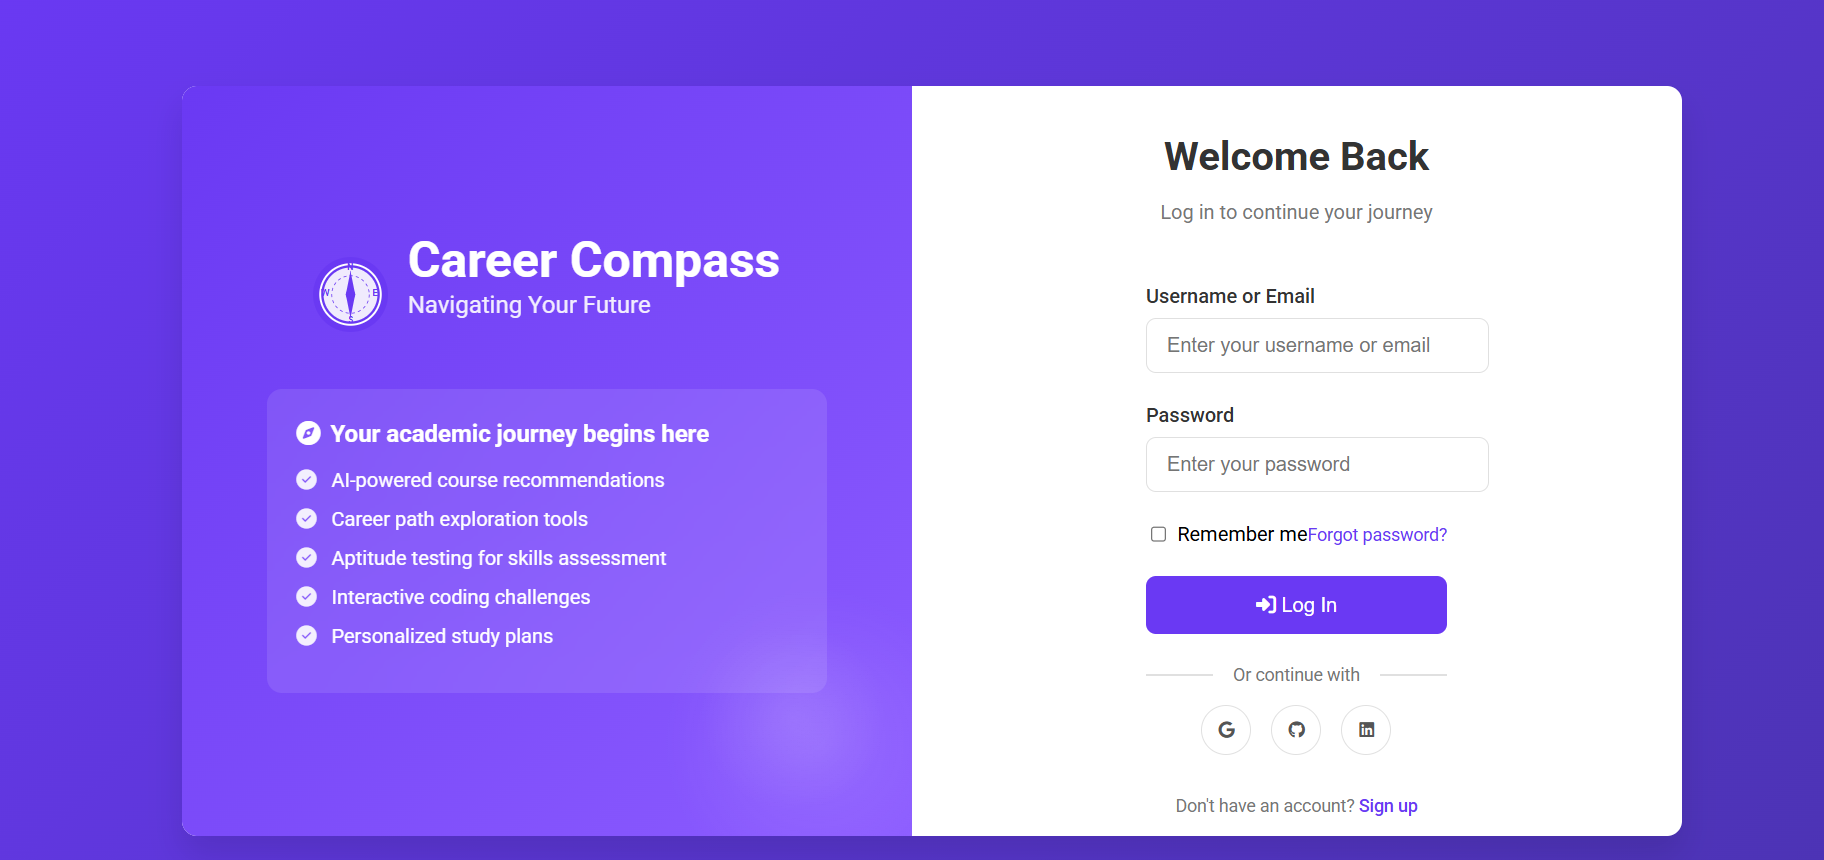 Career Compass
Navigating Your Future
N
W
E
S
Your academic journey begins here
AI-powered course recommendations
Career path exploration tools
Aptitude testing for skills assessment
Interactive coding challenges
Personalized study plans
Welcome Back
Log in to continue your journey
Username or Email
Enter your username or email
Password
Enter your password
Remember meForgot password?
Log In
Or continue with
Don't have an account? Sign up